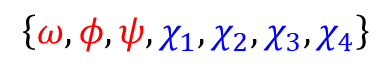 {ω, ϕ, ψ, χ₁, χ₂, χ₃, χ₄}